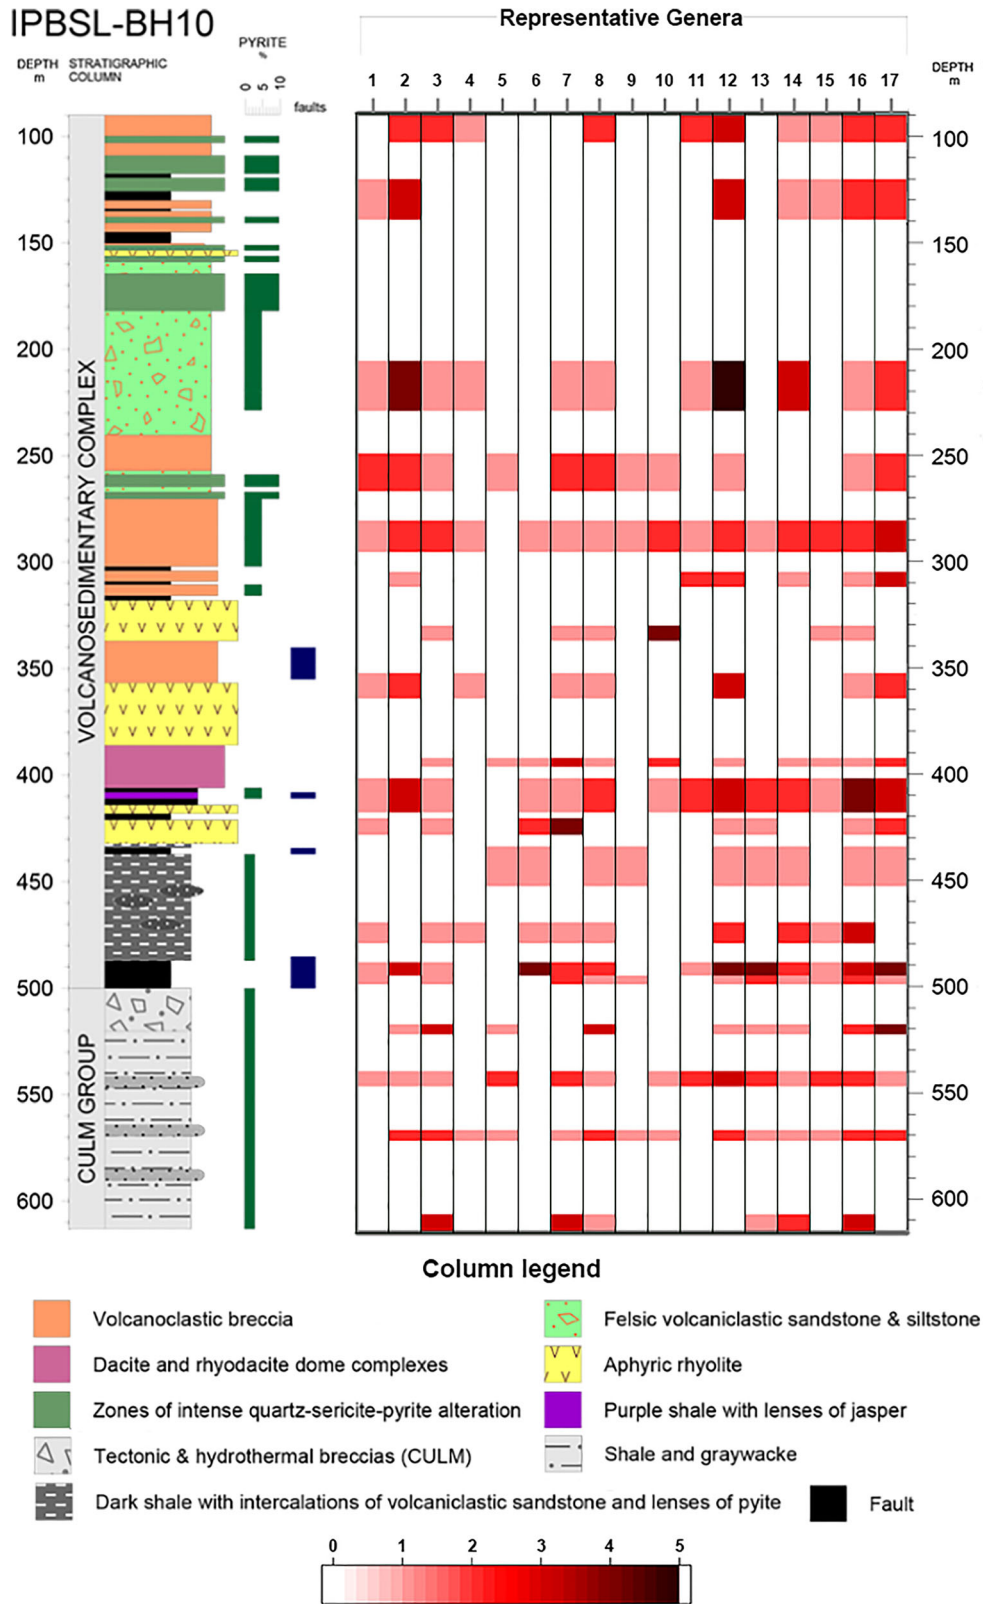 IPBSL-BH10
Representative Genera
PYRITE
%
DEPTH
m
STRATIGRAPHIC
COLUMN
0 5 10
faults
1 2 3 4 5 6 7 8 9 10 11 12 13 14 15 16 17
DEPTH
m
100
150
200
250
300
350
400
450
500
550
600
VOLCANOSEDIMENTARY COMPLEX
CULM GROUP
100
150
200
250
300
350
400
450
500
550
600
Column legend
Volcanoclastic breccia
Felsic volcaniclastic sandstone & siltstone
Dacite and rhyodacite dome complexes
Aphyric rhyolite
Zones of intense quartz-sericite-pyrite alteration
Purple shale with lenses of jasper
Tectonic & hydrothermal breccias (CULM)
Shale and graywacke
Dark shale with intercalations of volcaniclastic sandstone and lenses of pyite
Fault
0 1 2 3 4 5